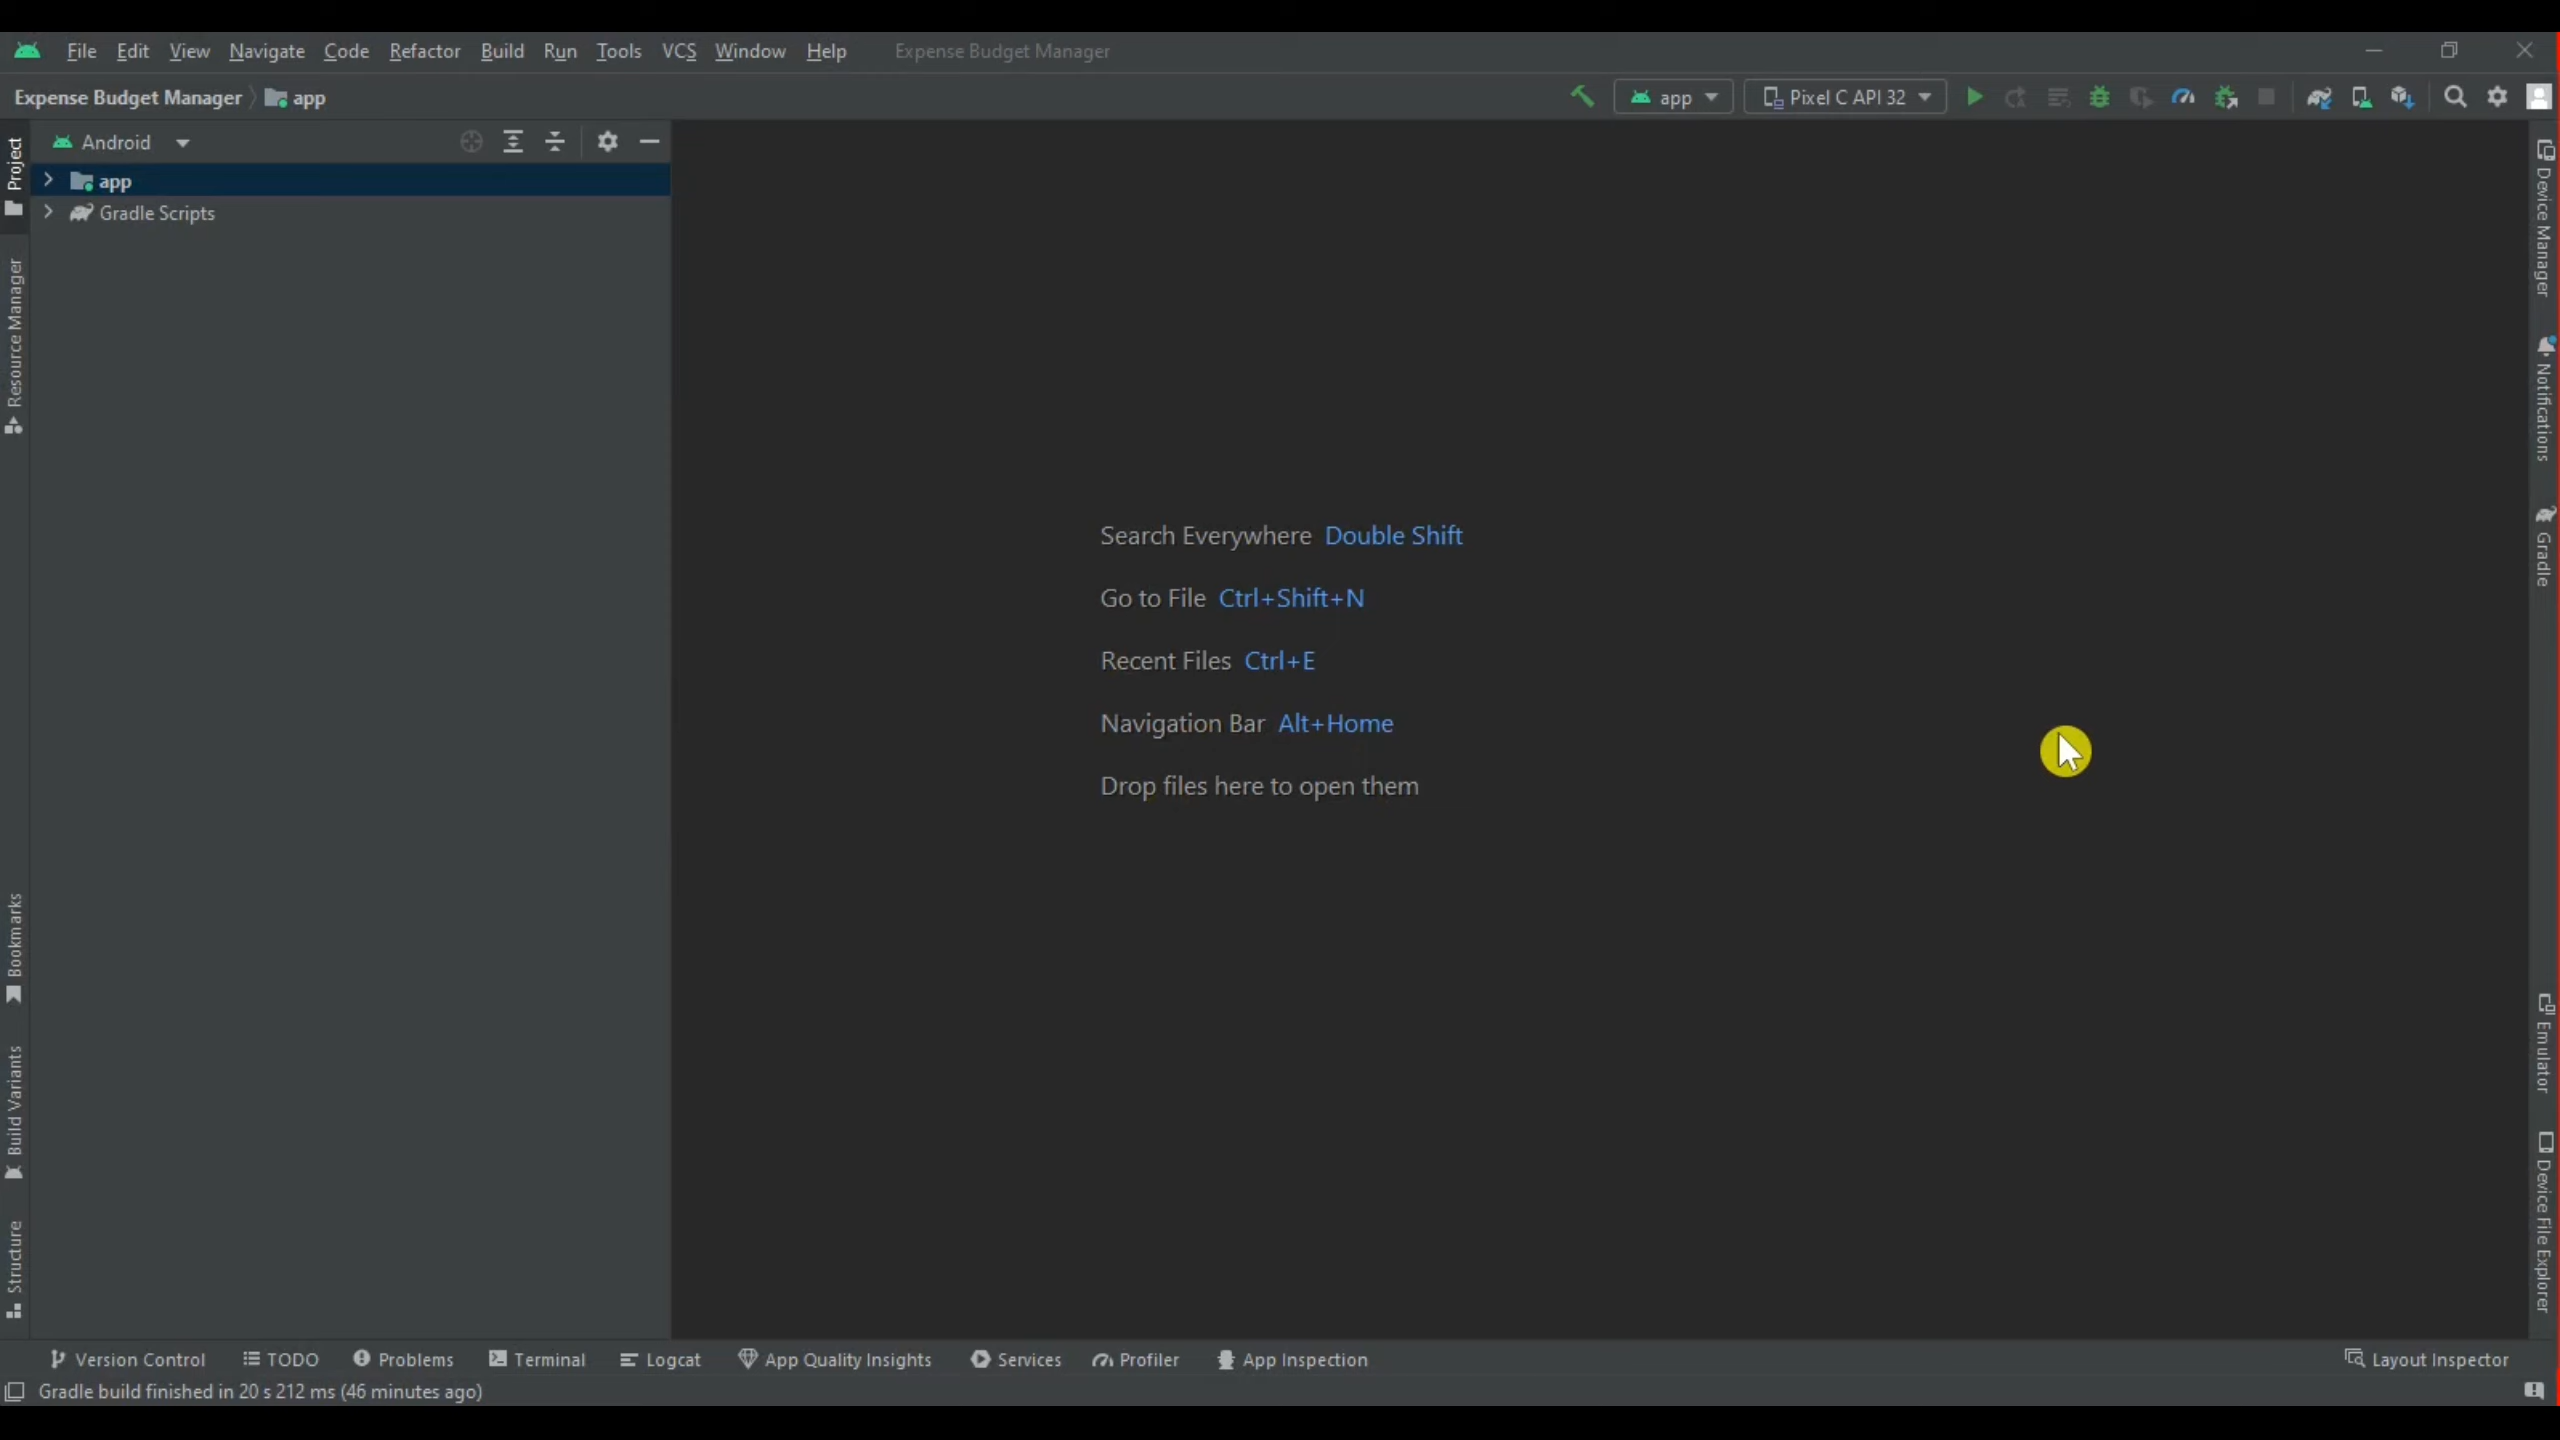 File Edit View Navigate Code Refactor Build Run Tools VCS Window Help Expense Budget Manager
Expense Budget Manager app
app Pixel C API 32
Project
Android
app
Gradle Scripts
Resource Manager
Bookmarks
Build Variants
Structure
Search Everywhere Double Shift
Go to File Ctrl+Shift+N
Recent Files Ctrl+E
Navigation Bar Alt+Home
Drop files here to open them
Device Manager
Notifications
Gradle
Emulator
Device File Explorer
Version Control TODO Problems Terminal Logcat App Quality Insights Services Profiler App Inspection Layout Inspector
Gradle build finished in 20 s 212 ms (46 minutes ago)